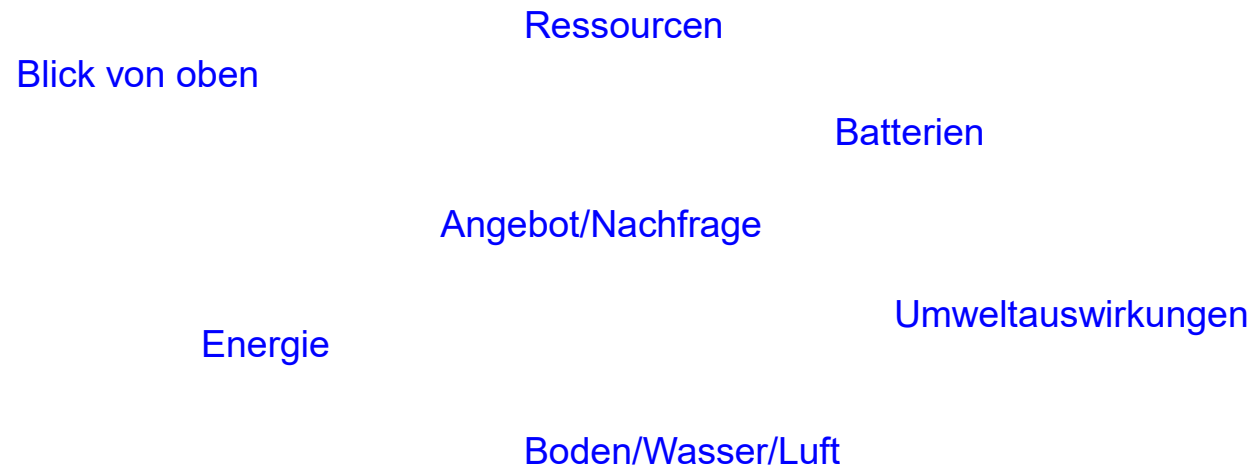 Ressourcen
Blick von oben
Batterien
Angebot/Nachfrage
Umweltauswirkungen
Energie
Boden/Wasser/Luft